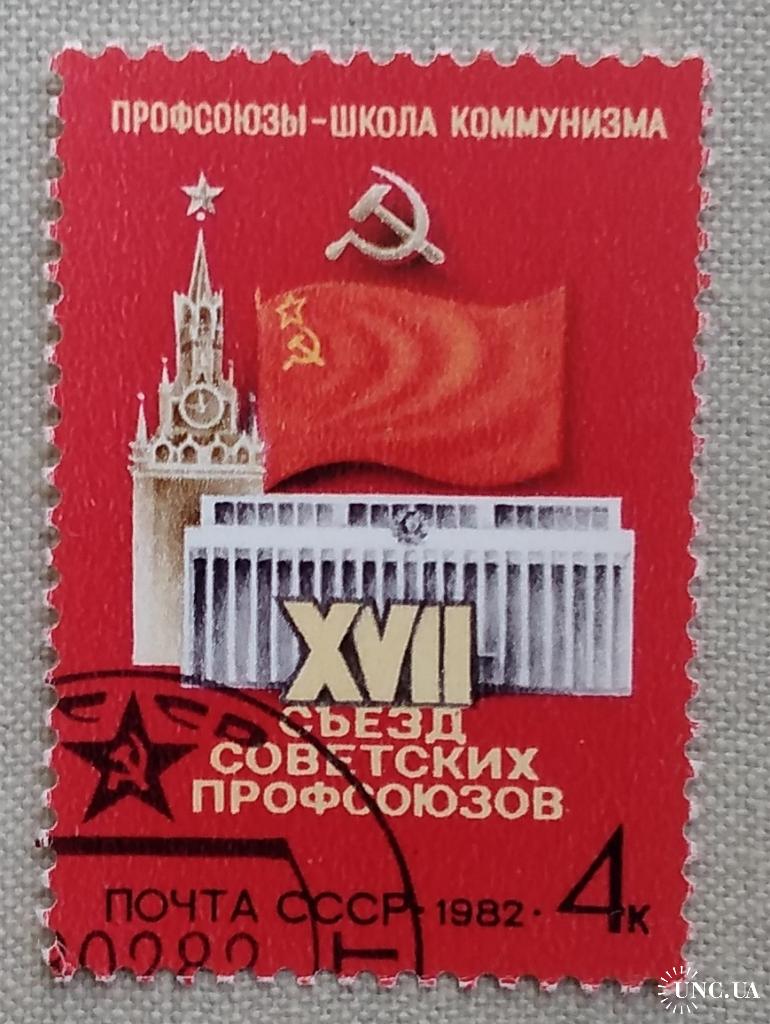 ПРОФСОЮЗЫ-ШКОЛА КОММУНИЗМА
XVII
СЪЕЗД
СОВЕТСКИХ
ПРОФСОЮЗОВ
ПОЧТА СССР·1982·4к
UNC.UA